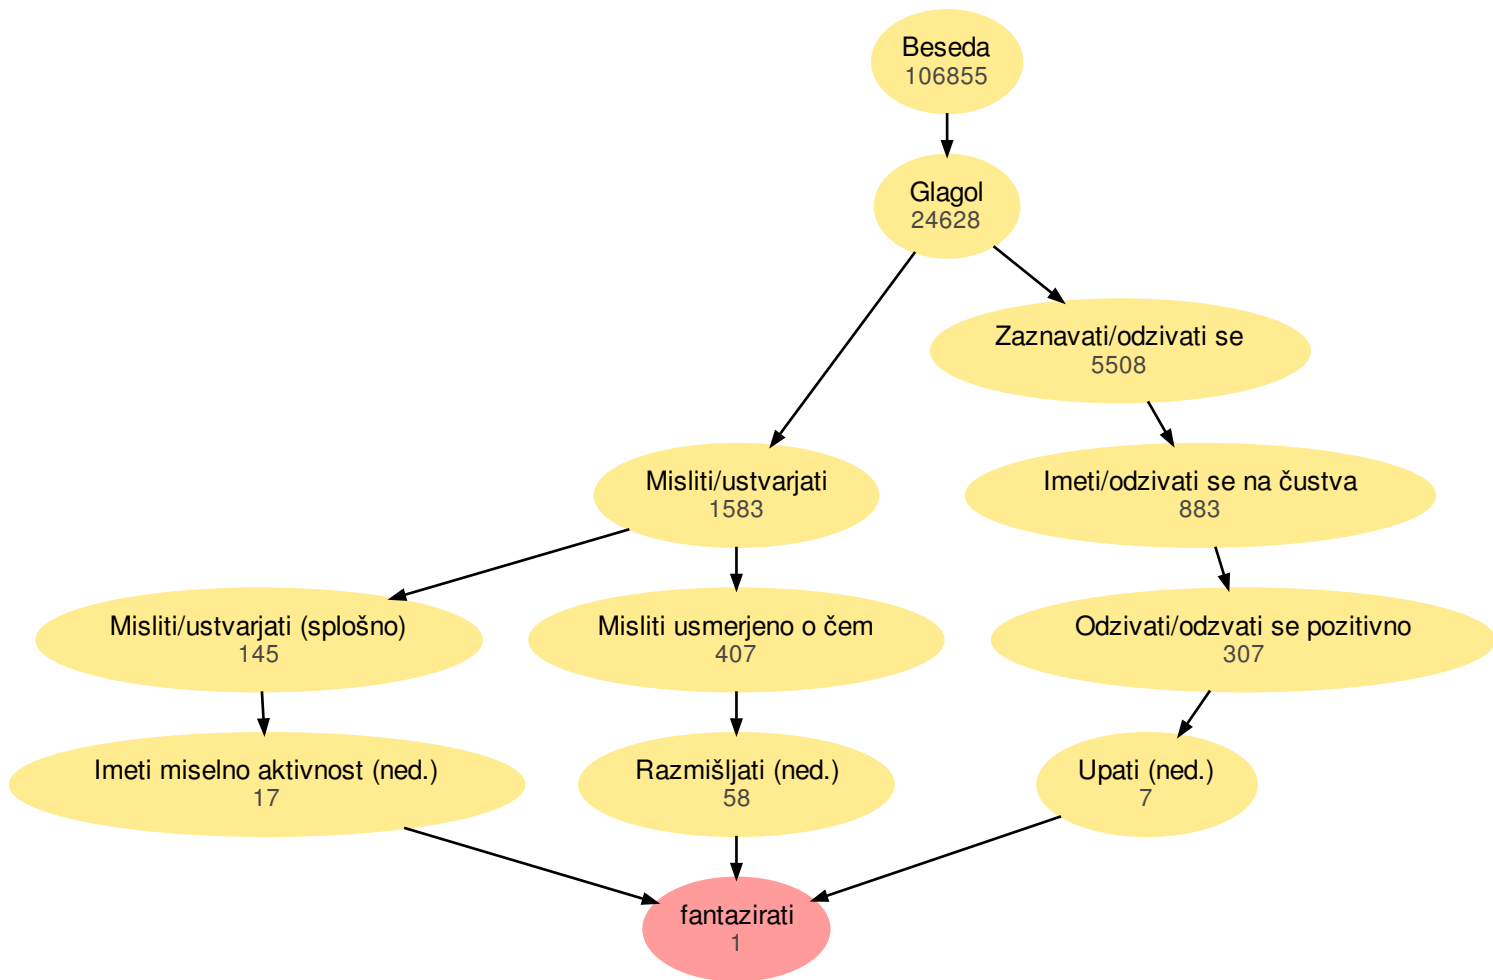 Beseda
106855
Glagol
24628
Zaznavati/odzivati se
5508
Misliti/ustvarjati
1583
Imeti/odzivati se na čustva
883
Misliti/ustvarjati (splošno)
145
Misliti usmerjeno o čem
407
Odzivati/odzvati se pozitivno
307
Imeti miselno aktivnost (ned.)
17
Razmišljati (ned.)
58
Upati (ned.)
7
fantazirati
1